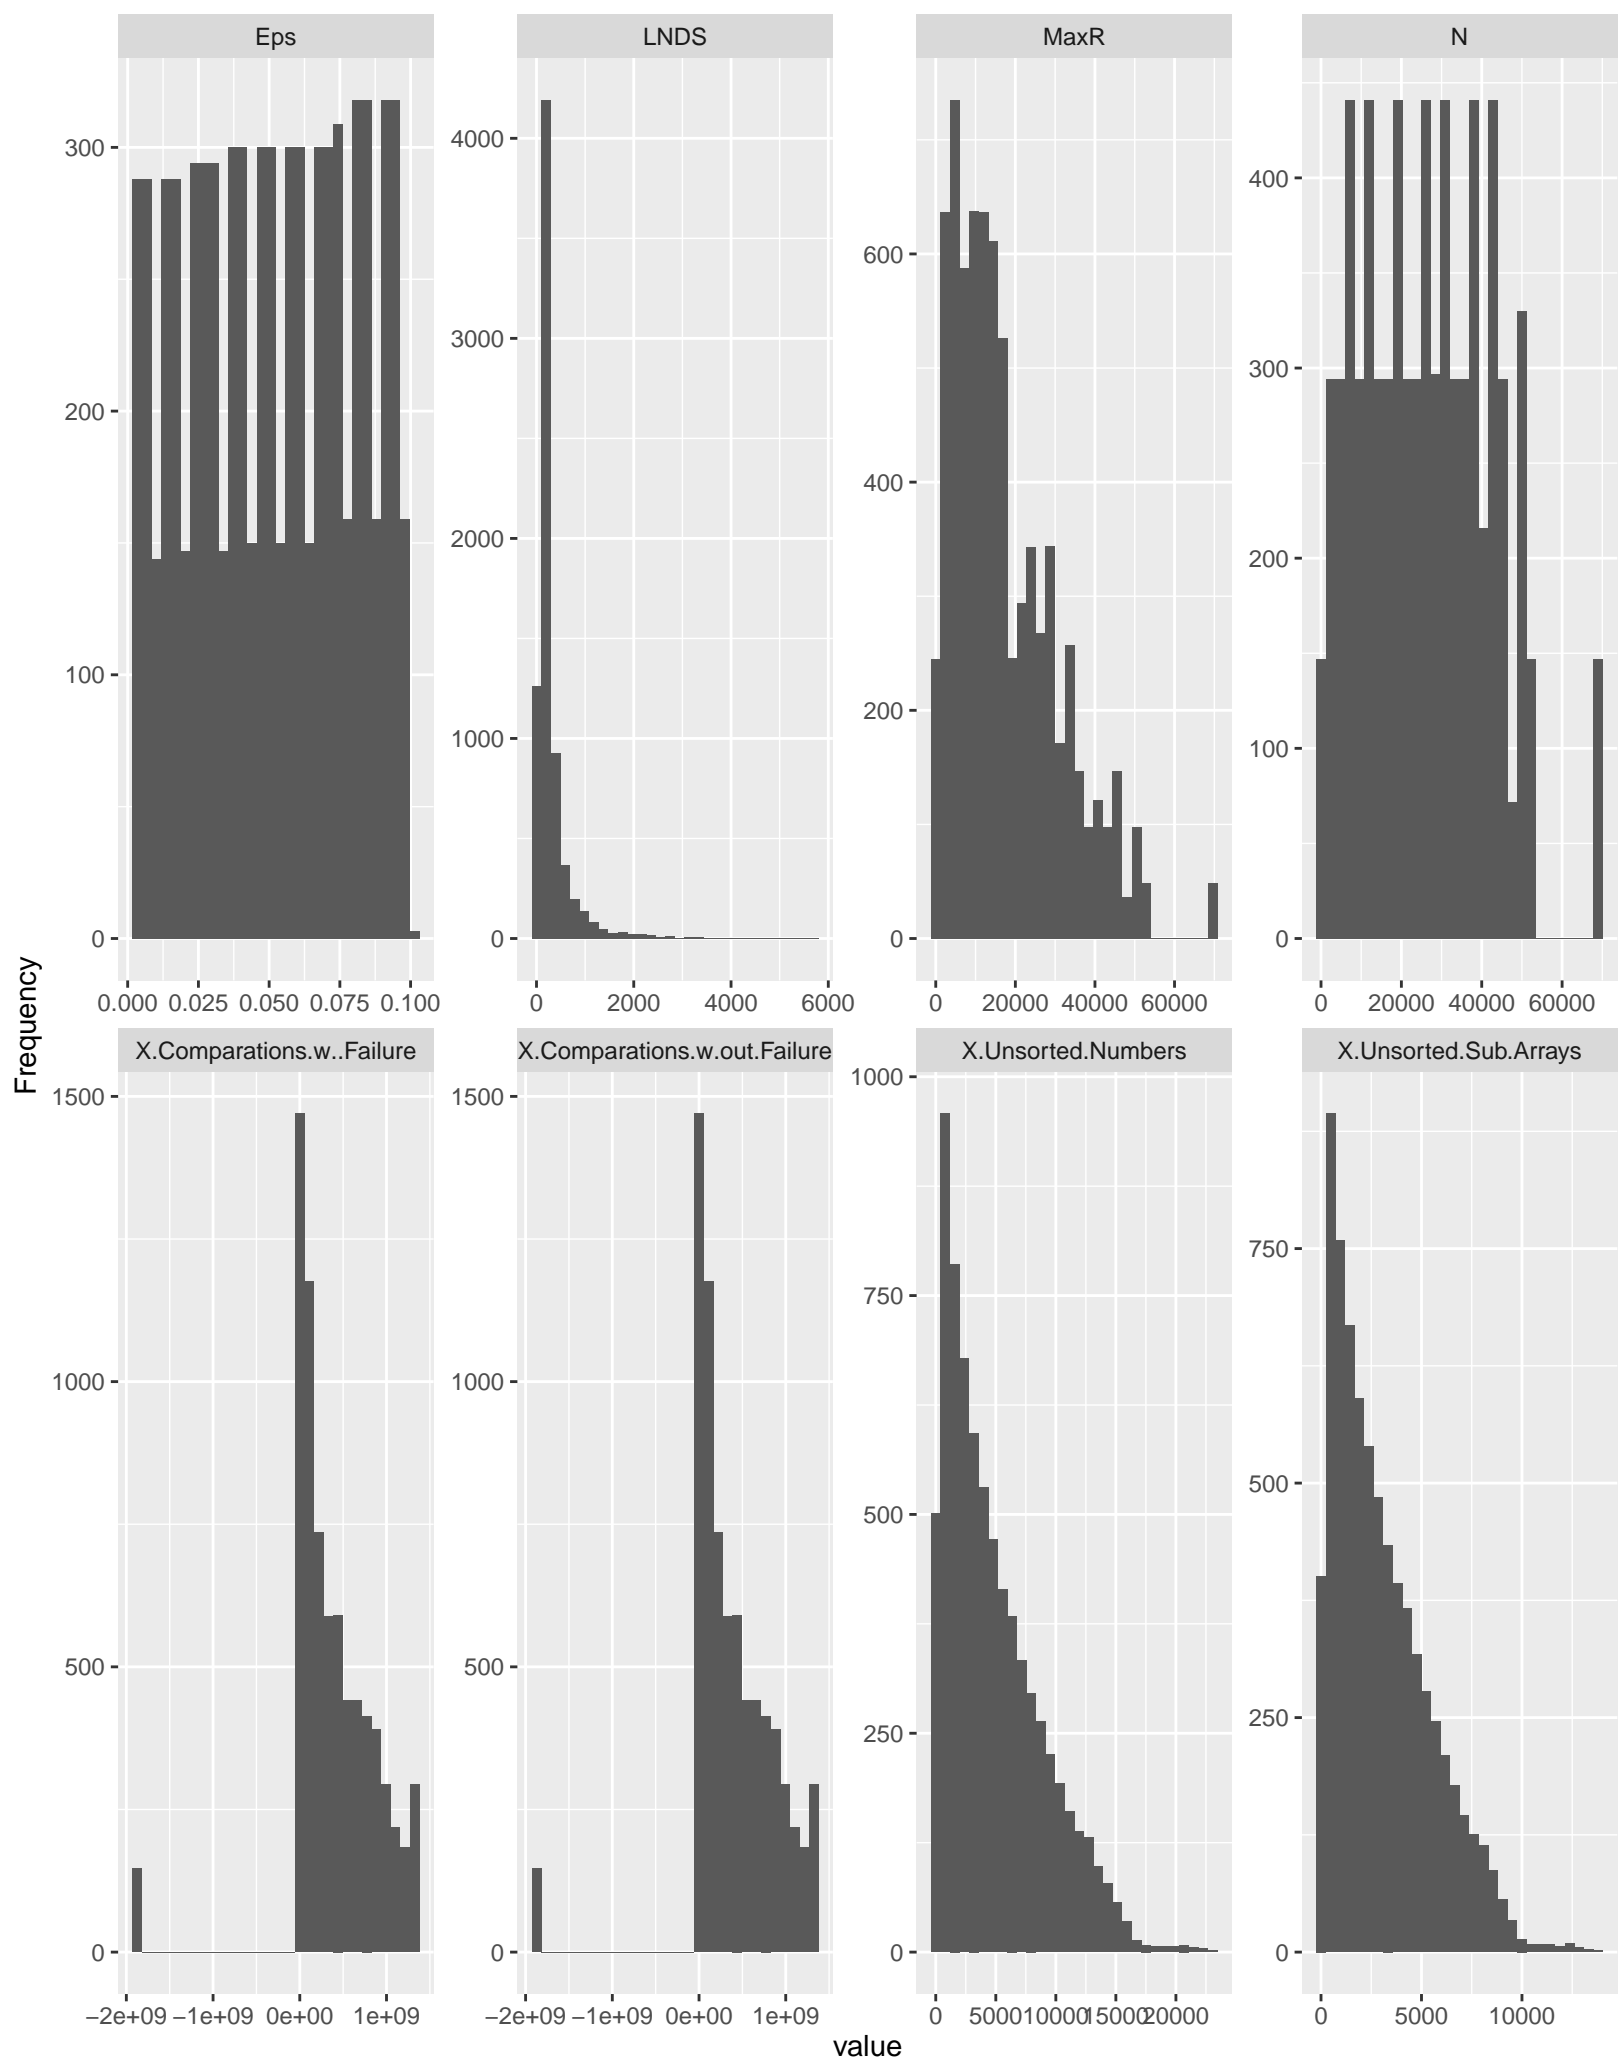 Eps LNDS MaxR N
300
200
100
0
4000
3000
2000
1000
0
600
400
200
0
400
300
200
100
0
0.000 0.025 0.050 0.075 0.100
0 2000 4000 6000
0 20000 40000 60000
0 20000 40000 60000
Frequency
X.Comparations.w..Failure X.Comparations.w.out.Failure X.Unsorted.Numbers X.Unsorted.Sub.Arrays
1500
1000
500
0
1500
1000
500
0
1000
750
500
250
0
750
500
250
0
−2e+09 −1e+09 0e+00 1e+09
−2e+09 −1e+09 0e+00 1e+09
0 5000 10000 15000 20000
0 5000 10000
value